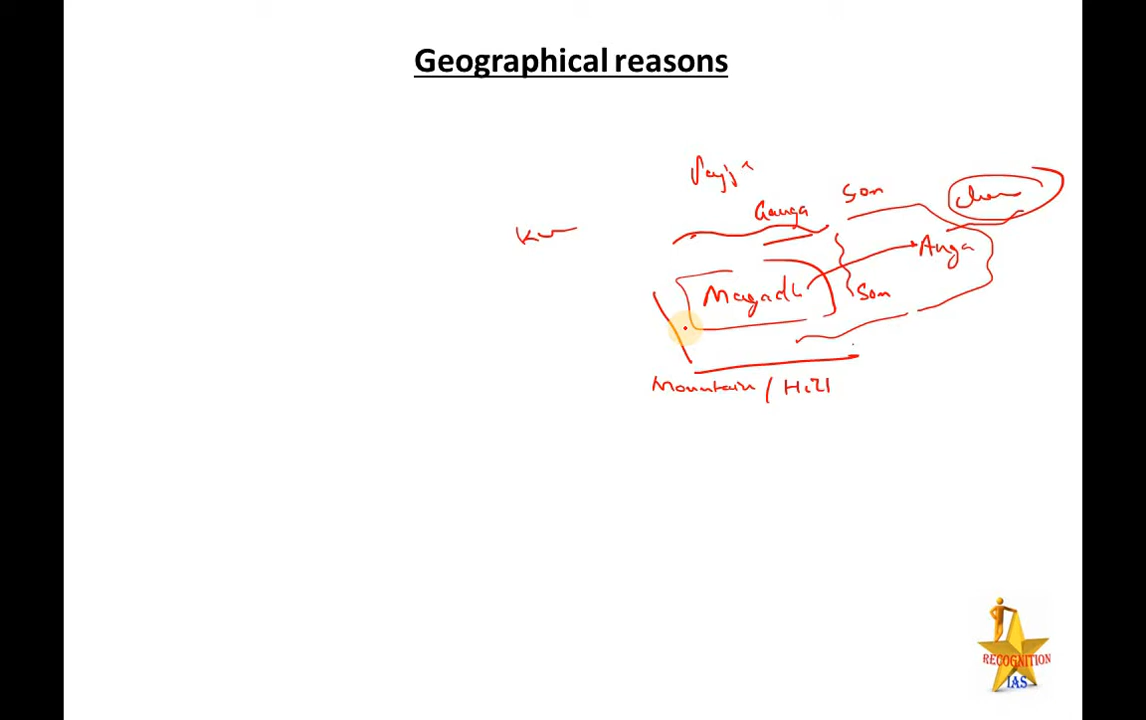 Geographical reasons
Son
Ganga
Anga
Magadh
Son
Mountain / Hill
RECOGNITION
IAS